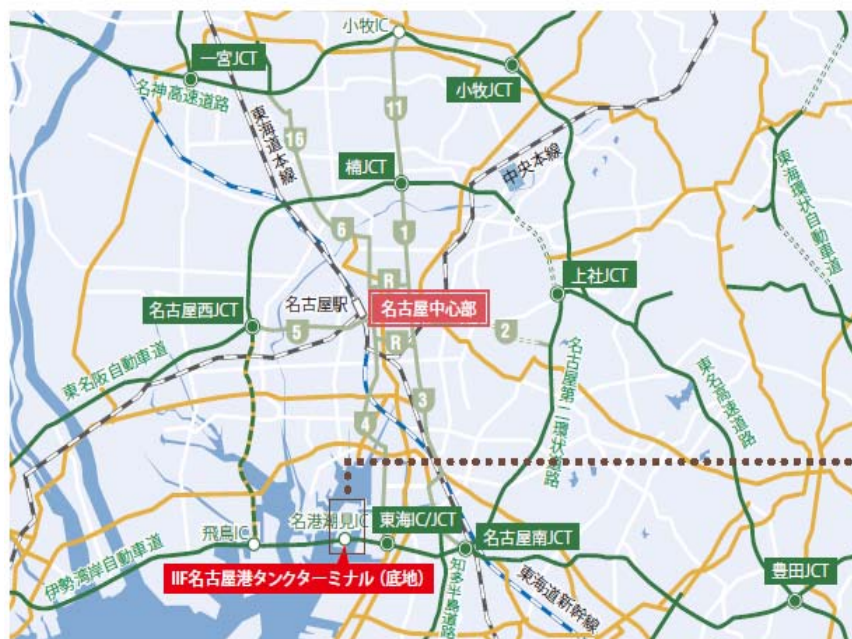 小牧IC
一宮JCT
小牧JCT
名神高速道路
11
16
東海道本線
中央本線
楠JCT
東海環状自動車道
6
1
上社JCT
R
名古屋駅
名古屋中心部
名古屋西JCT
5
R
2
名古屋第二環状自動車道
東名阪自動車道
東名高速道路
3
4
名港潮見IC
飛鳥IC
東海IC/JCT
名古屋南JCT
伊勢湾岸自動車道
IIF名古屋港タンクターミナル（底地）
知多半島道路
東海道新幹線
豊田JCT